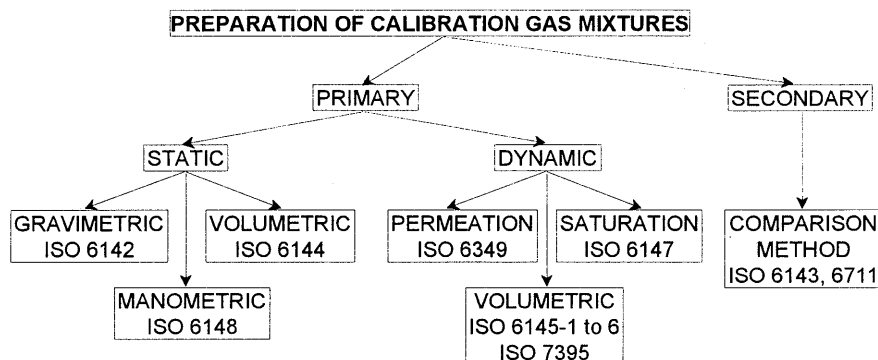 PREPARATION OF CALIBRATION GAS MIXTURES
PRIMARY
SECONDARY
STATIC
DYNAMIC
GRAVIMETRIC
ISO 6142
VOLUMETRIC
ISO 6144
PERMEATION
ISO 6349
SATURATION
ISO 6147
COMPARISON
METHOD
ISO 6143, 6711
MANOMETRIC
ISO 6148
VOLUMETRIC
ISO 6145-1 to 6
ISO 7395